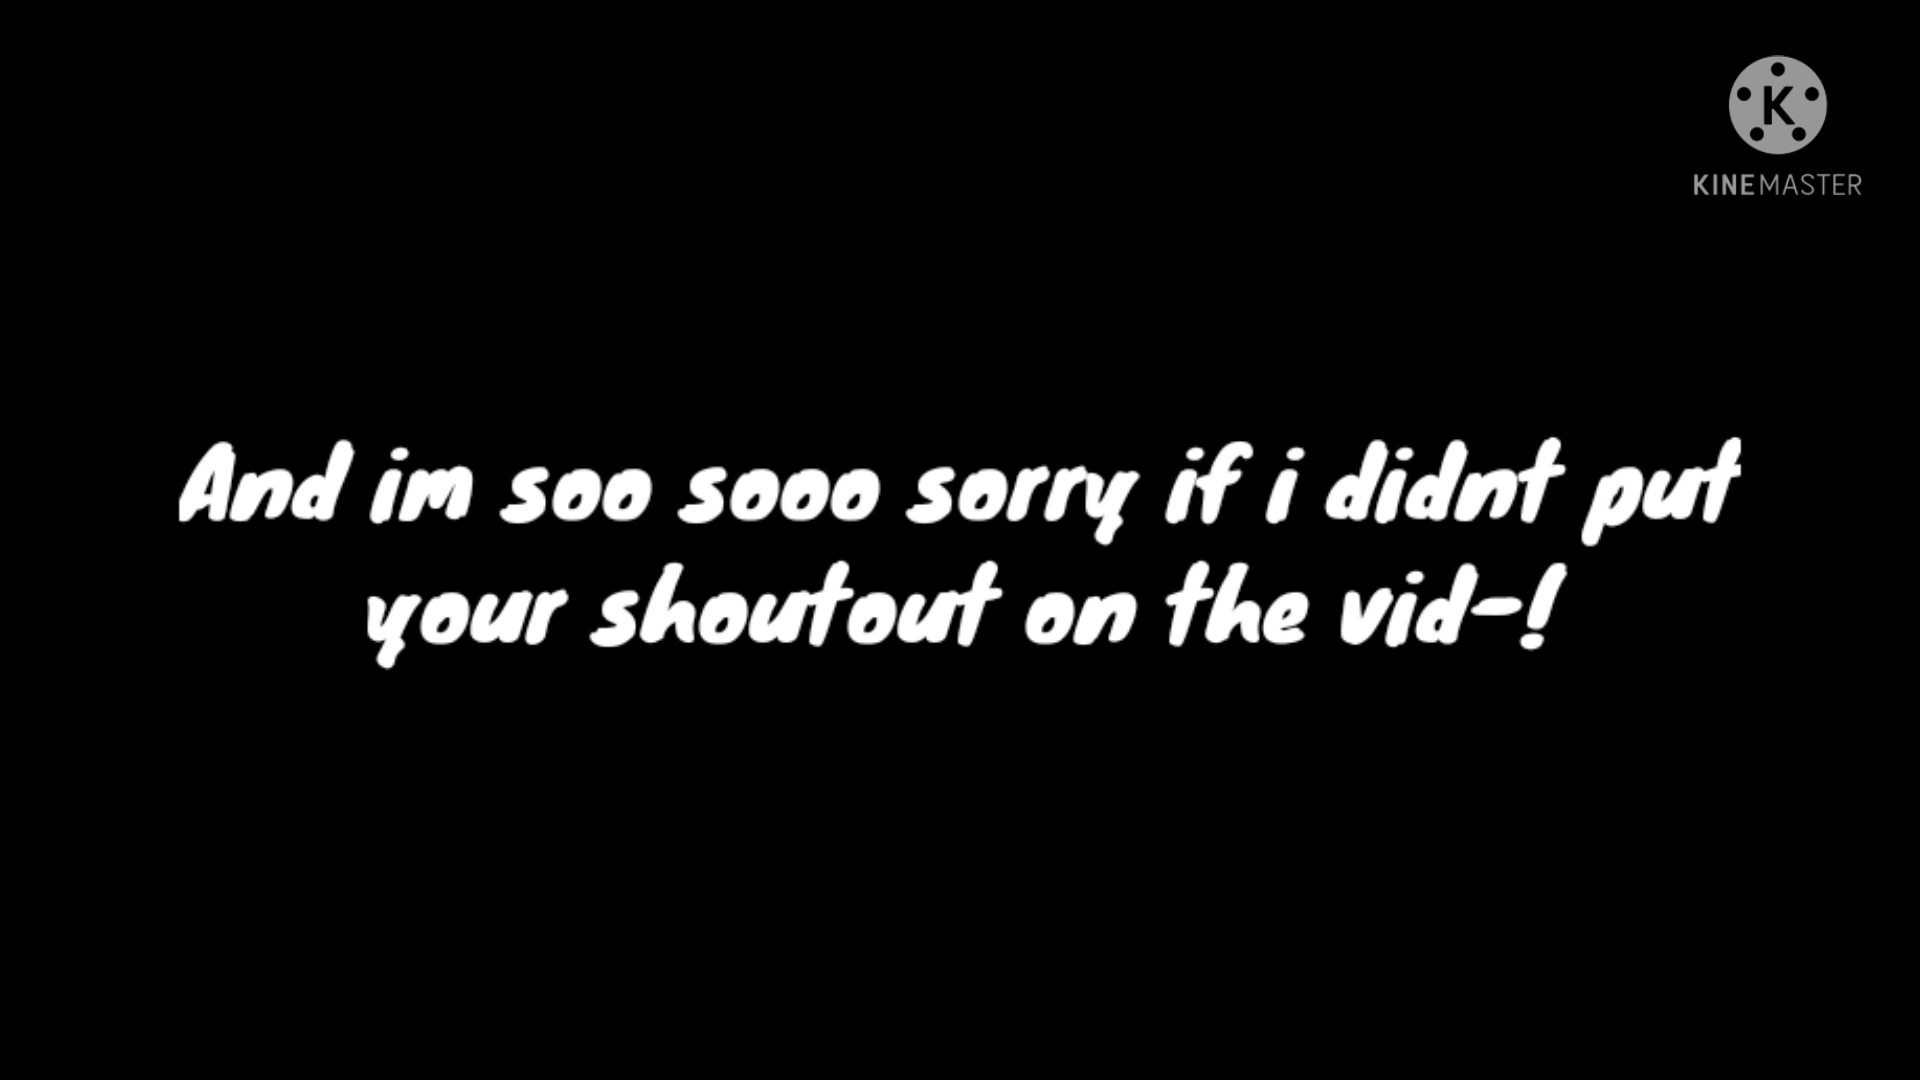 K
KINEMASTER
And im soo sooo sorry if i didnt put
your shoutout on the vid-!